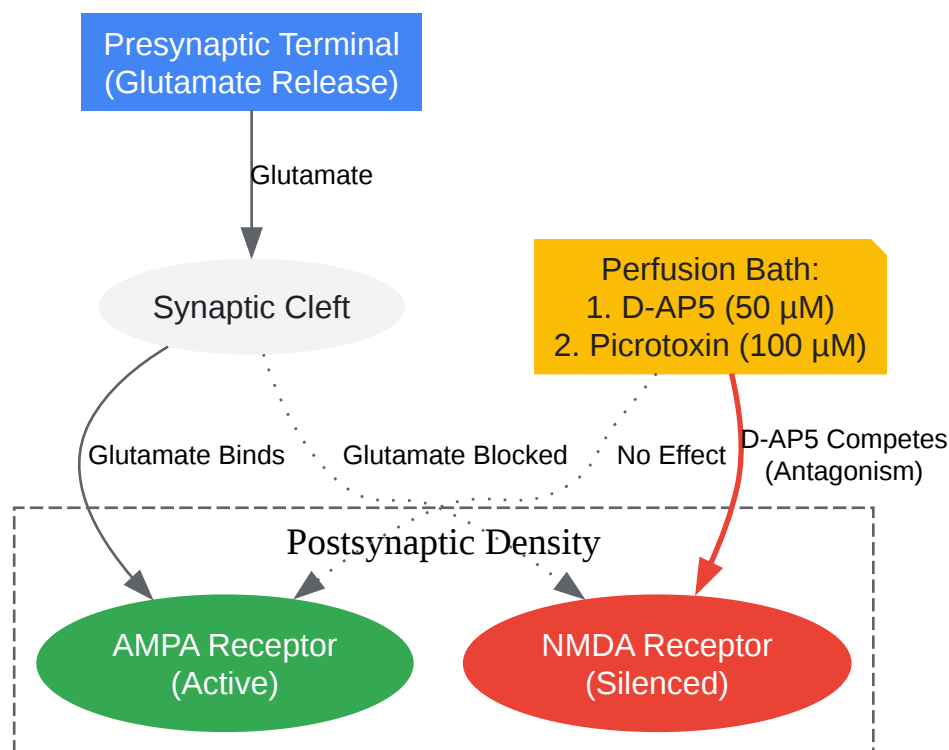 Presynaptic Terminal
(Glutamate Release)
Glutamate
Synaptic Cleft
Perfusion Bath:
1. D-AP5 (50 µM)
2. Picrotoxin (100 µM)
Glutamate Binds
Glutamate Blocked
No Effect
D-AP5 Competes
(Antagonism)
Postsynaptic Density
AMPA Receptor
(Active)
NMDA Receptor
(Silenced)